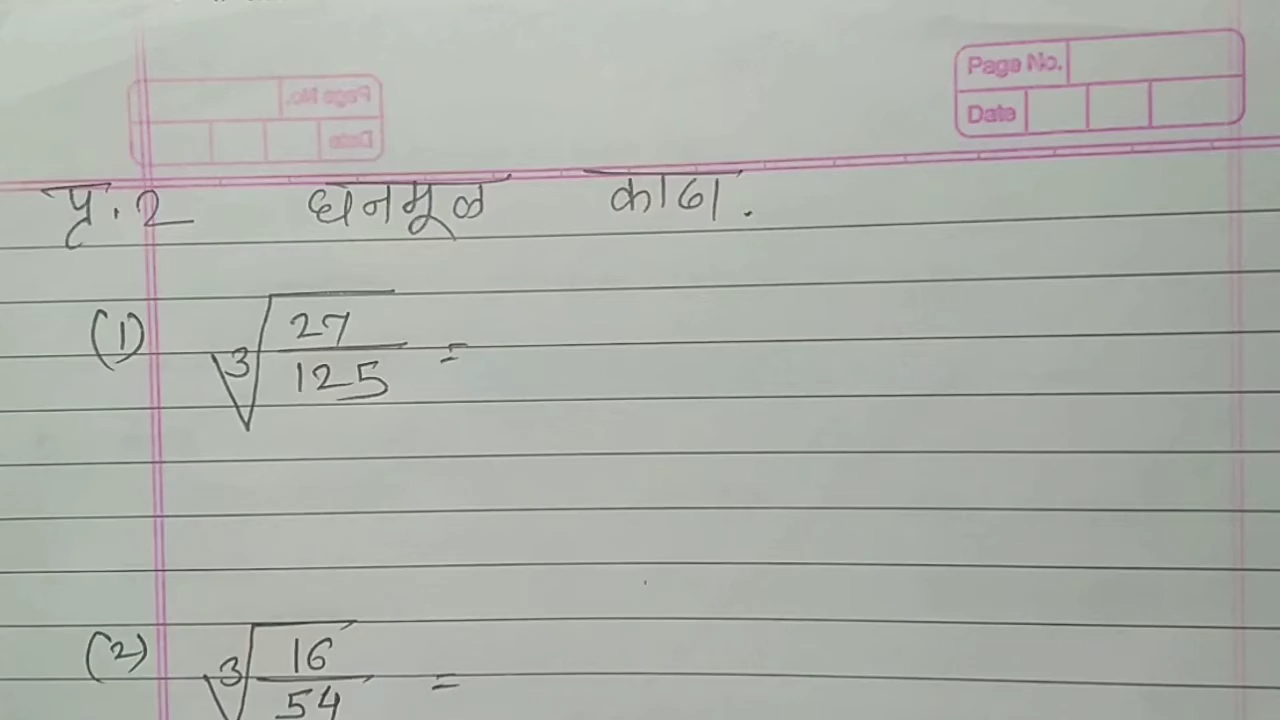 Page No.
Date
प्र. 2 घनमूळ काढा.
(1) ∛(27/125) =
(2) ∛(16/54) =